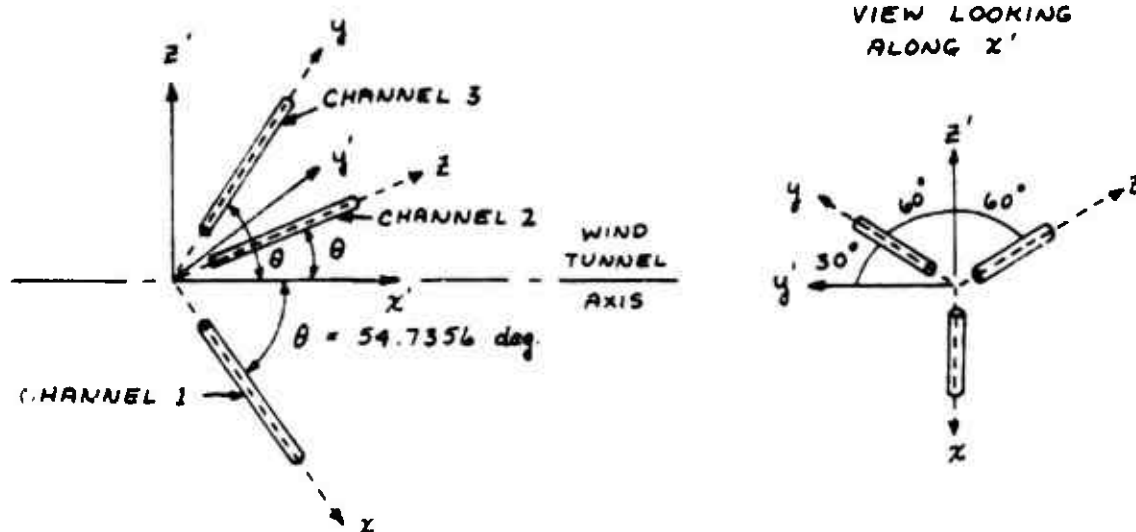 VIEW LOOKING
ALONG x'
z'
y
CHANNEL 3
y'
z
CHANNEL 2
θ
θ
WIND
TUNNEL
AXIS
x'
θ = 54.7356 deg.
CHANNEL 1
x
z'
y
60°
60°
z
30°
y'
x